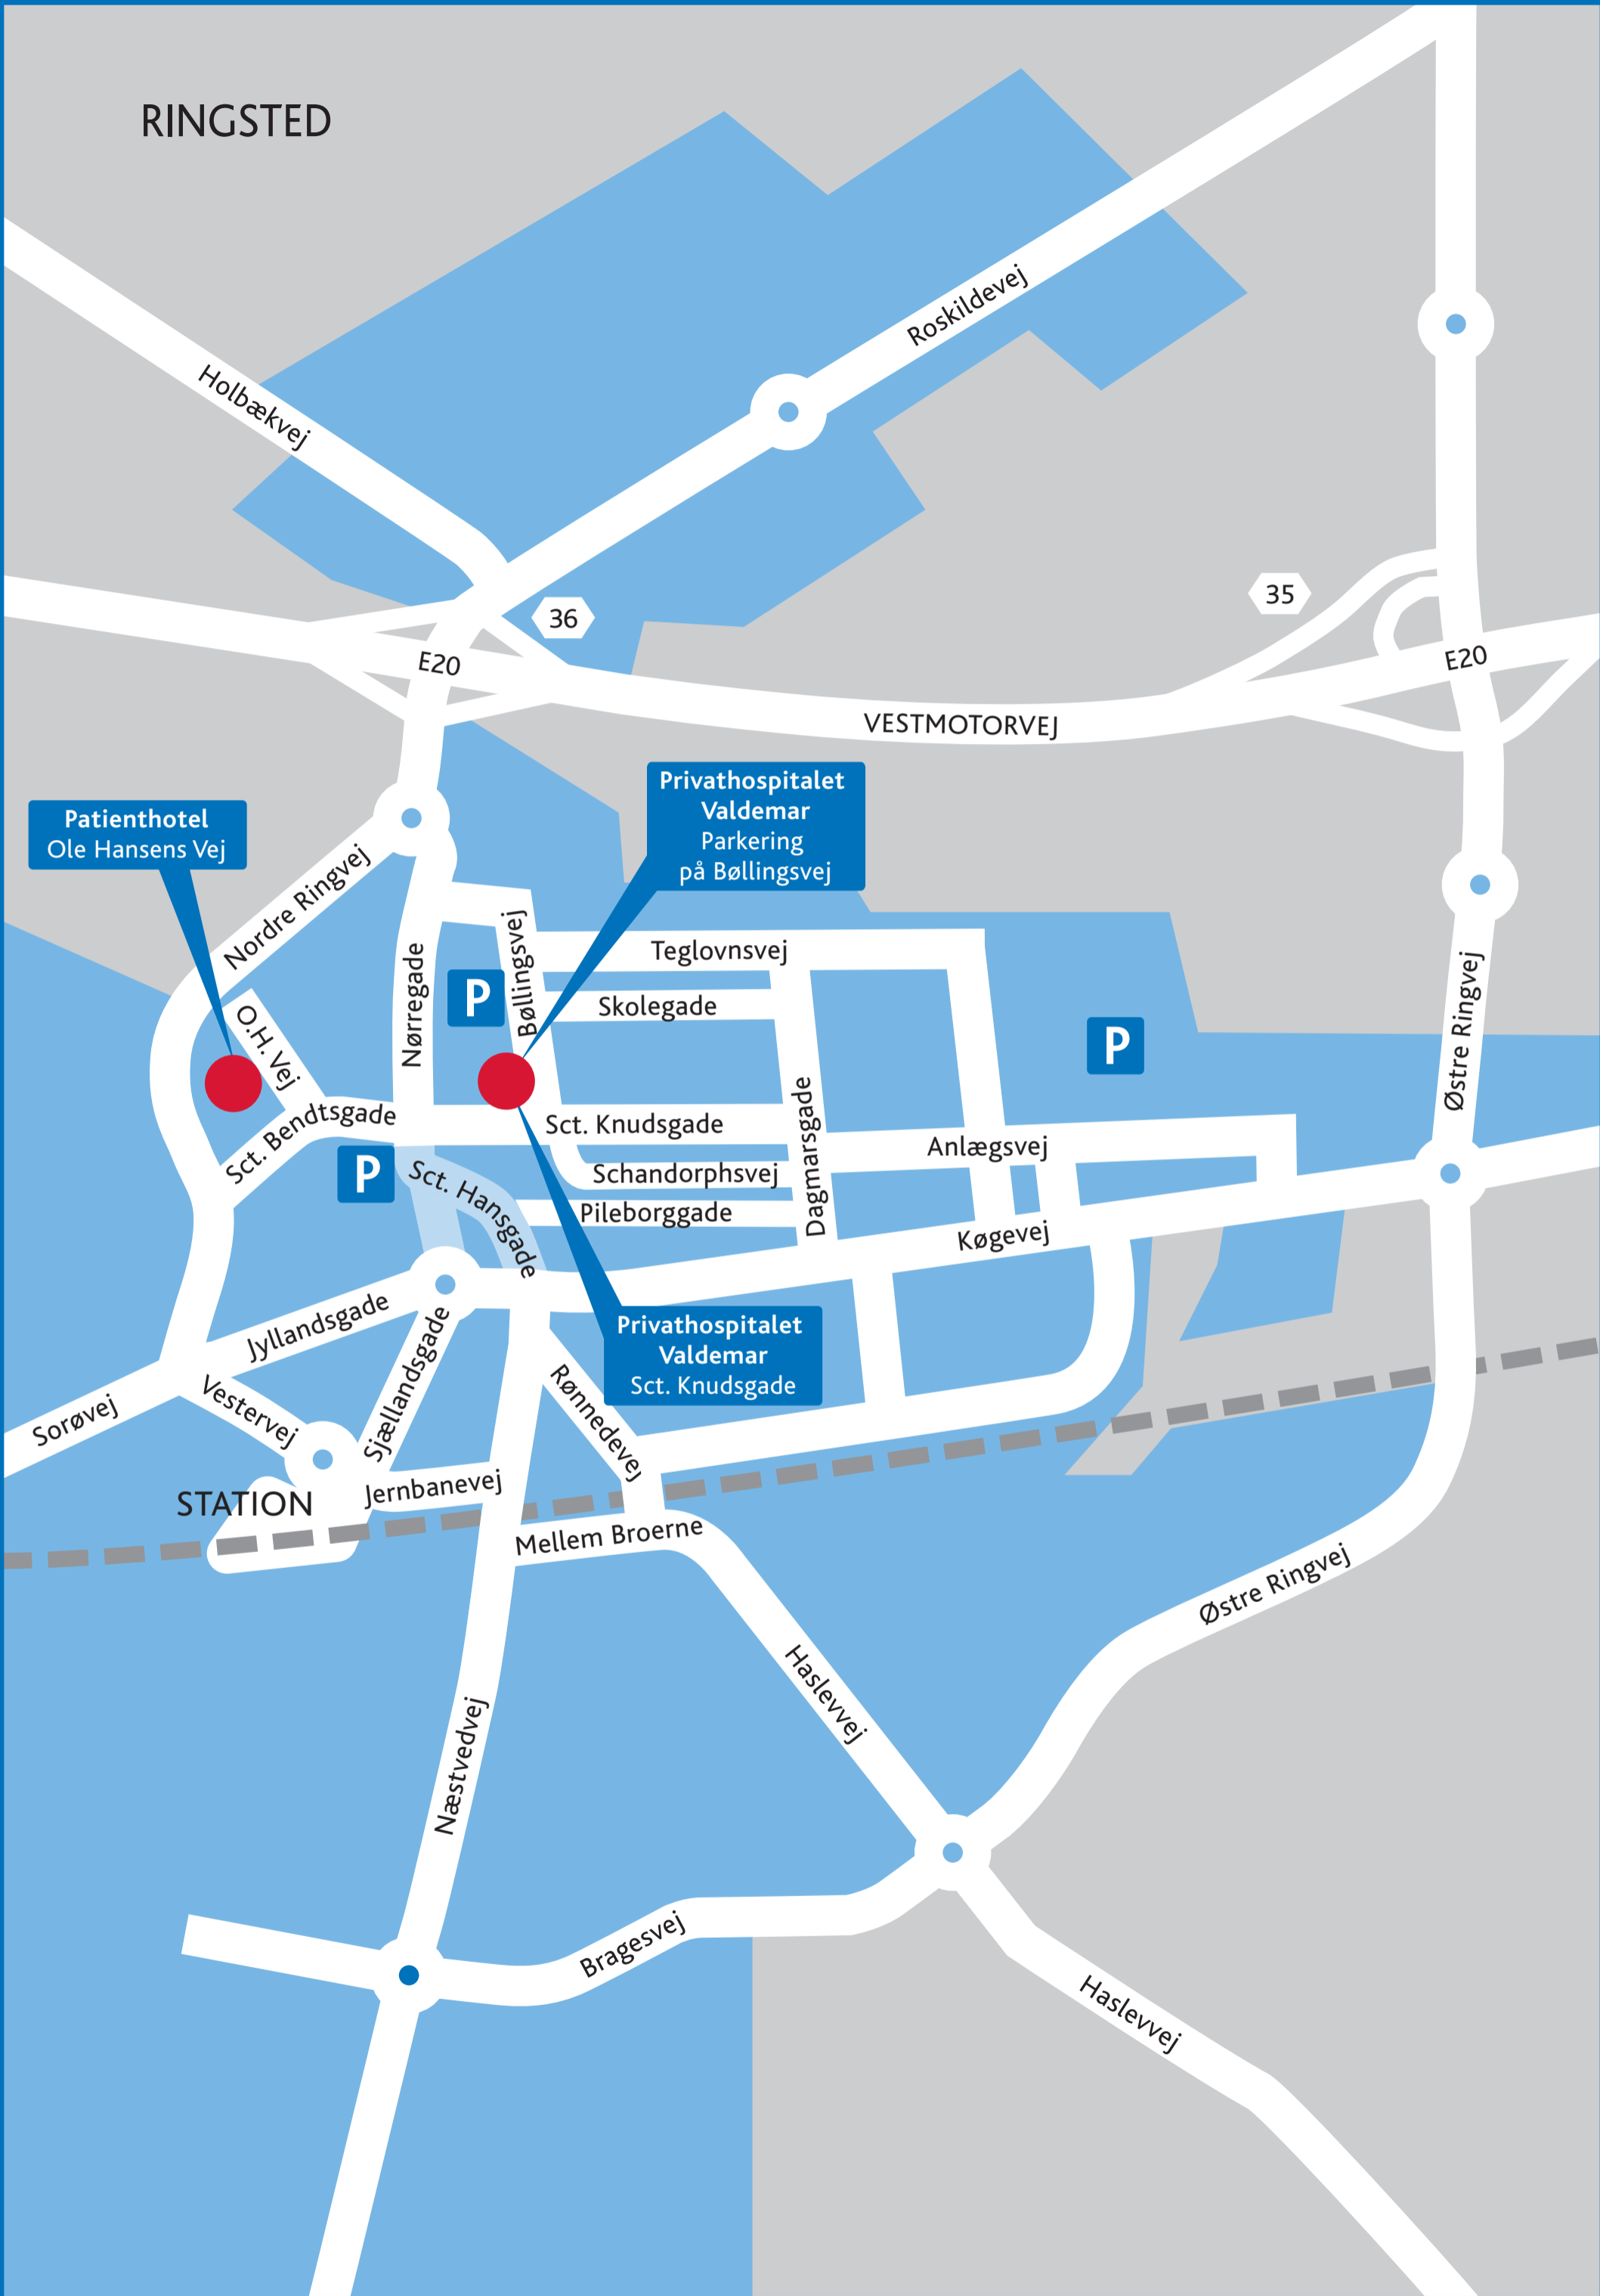 RINGSTED
Roskildevej
Holbækvej
35
36
E20
E20
VESTMOTORVEJ
Privathospitalet
Valdemar
Parkering
på Bøllingsvej
Patienthotel
Ole Hansens Vej
Nordre Ringvej
Nørregade
Bøllingsvej
Teglovnsvej
P
Skolegade
O.H. Vej
P
Østre Ringvej
Sct. Bendtsgade
Sct. Knudsgade
Dagmarsgade
Anlægsvej
P
Sct. Hansgade
Schandorphsvej
Pileborggade
Køgevej
Jyllandsgade
Sjællandsgade
Privathospitalet
Valdemar
Sct. Knudsgade
Sorøvej
Vestervej
Rønnedevej
Jernbanevej
STATION
Mellem Broerne
Østre Ringvej
Haslevvej
Næstvedvej
Bragesvej
Haslevvej